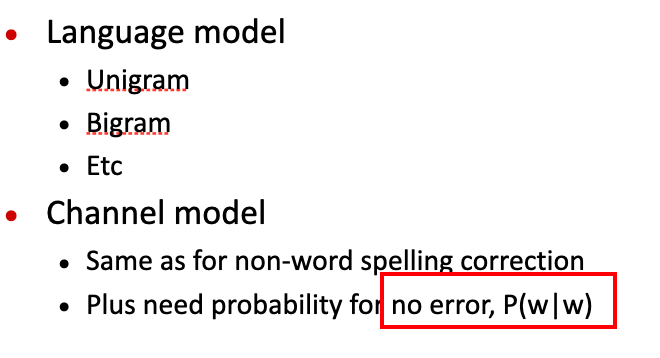 Language model
Unigram
Bigram
Etc
Channel model
Same as for non-word spelling correction
Plus need probability for no error, P(w|w)